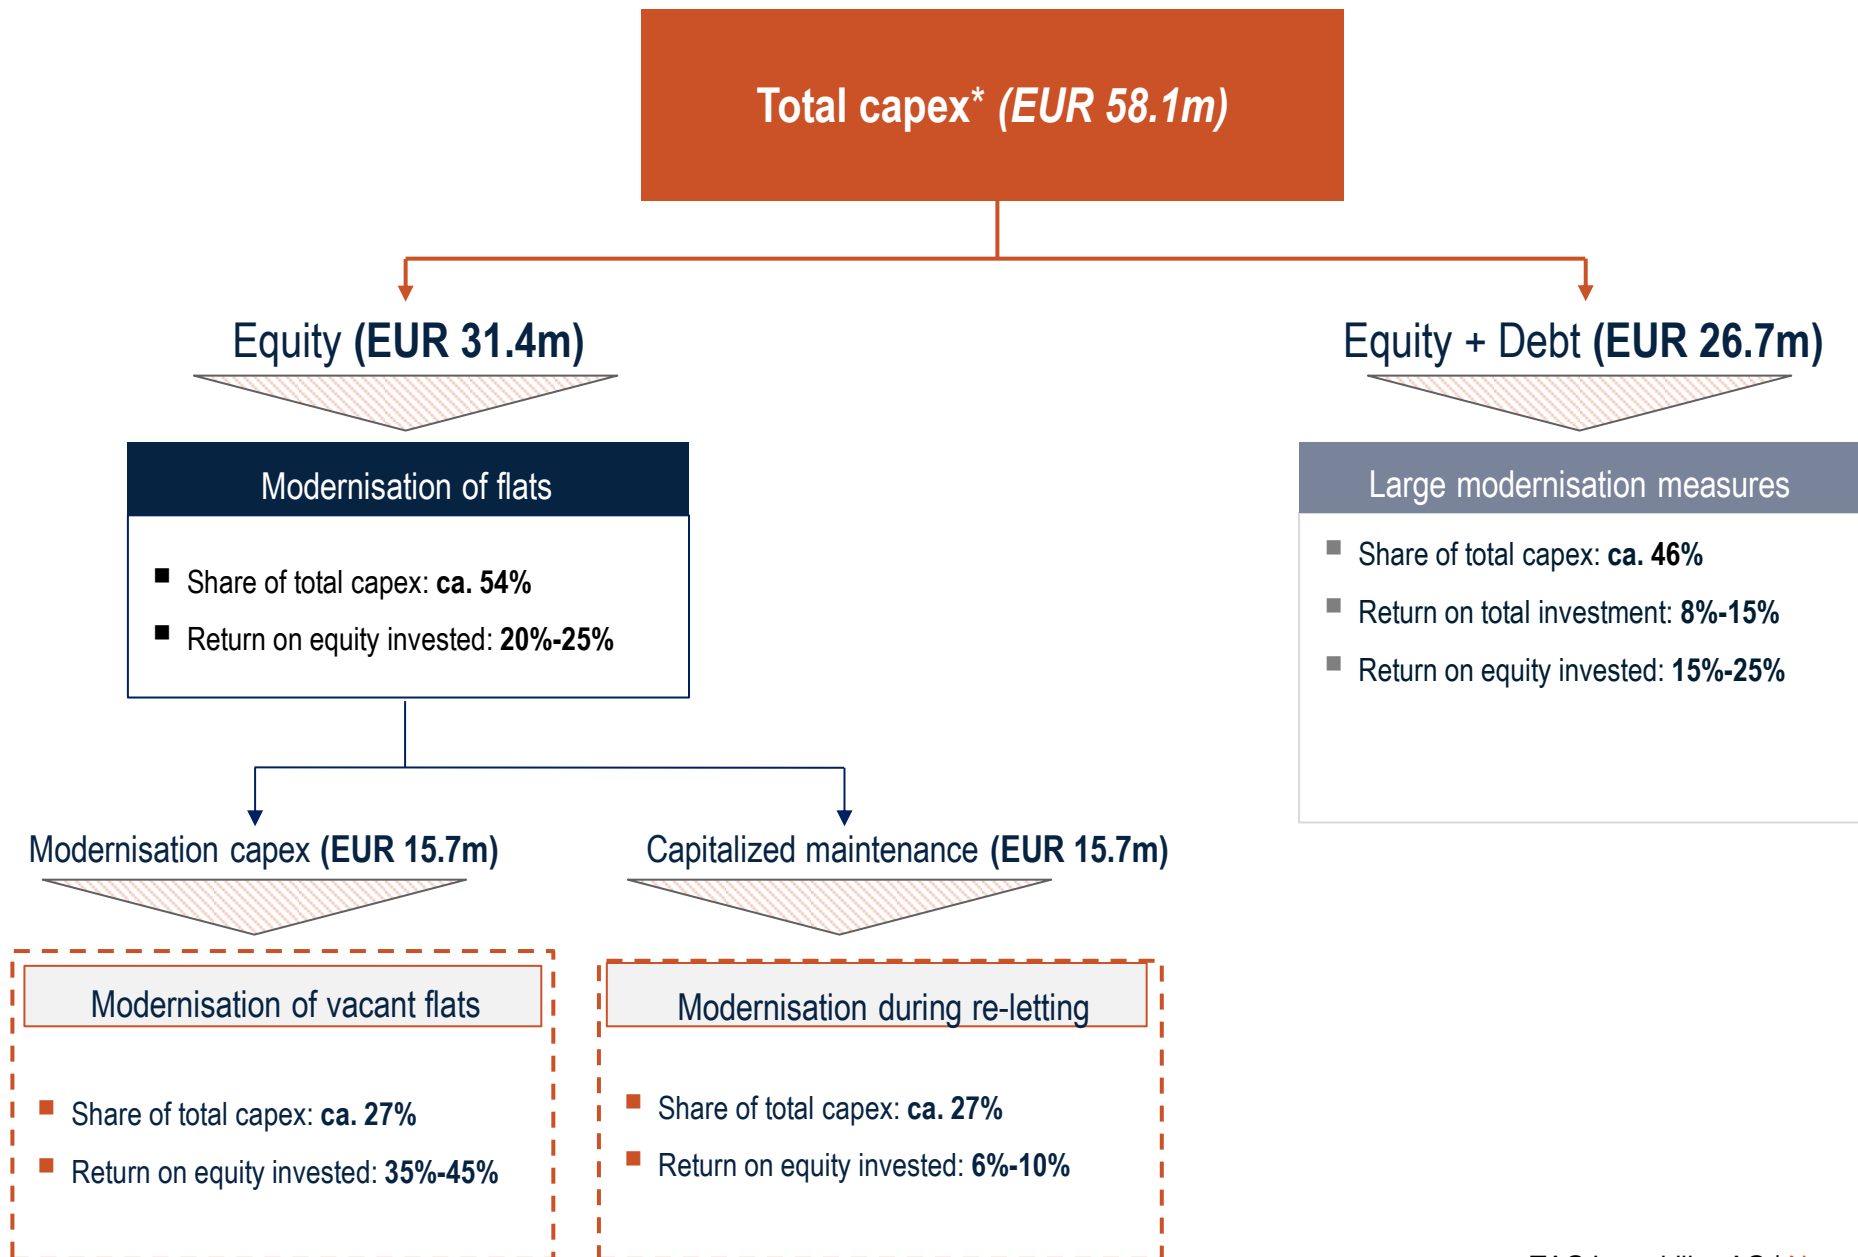 Total capex* (EUR 58.1m)
Equity (EUR 31.4m)
Equity + Debt (EUR 26.7m)
Modernisation of flats
▪ Share of total capex: ca. 54%
▪ Return on equity invested: 20%-25%
Large modernisation measures
▪ Share of total capex: ca. 46%
▪ Return on total investment: 8%-15%
▪ Return on equity invested: 15%-25%
Modernisation capex (EUR 15.7m)
Capitalized maintenance (EUR 15.7m)
Modernisation of vacant flats
▪ Share of total capex: ca. 27%
▪ Return on equity invested: 35%-45%
Modernisation during re-letting
▪ Share of total capex: ca. 27%
▪ Return on equity invested: 6%-10%